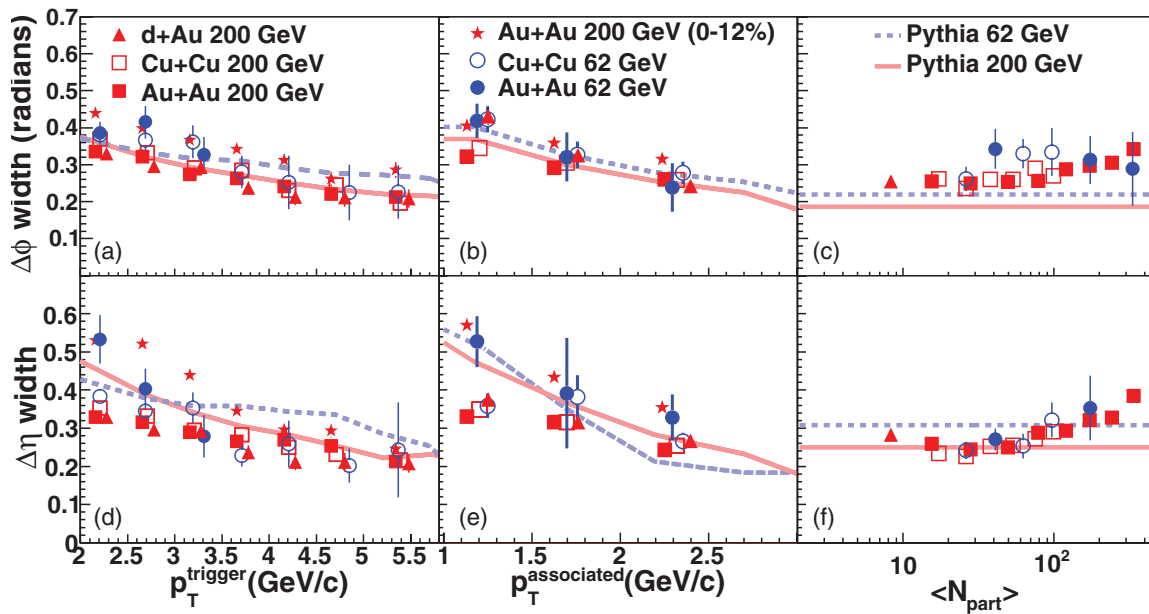 Δϕ width (radians)
0.7
0.6
0.5
0.4
0.3
0.2
0.1
d+Au 200 GeV
Cu+Cu 200 GeV
Au+Au 200 GeV
(a)
Au+Au 200 GeV (0-12%)
Cu+Cu 62 GeV
Au+Au 62 GeV
(b)
Pythia 62 GeV
Pythia 200 GeV
(c)
Δη width
0.6
0.5
0.4
0.3
0.2
0.1
0
(d)
(e)
(f)
2 2.5 3 3.5 4 4.5 5 5.5
1 1.5 2 2.5
10 10²
p_T^trigger (GeV/c)
p_T^associated (GeV/c)
<N_part>